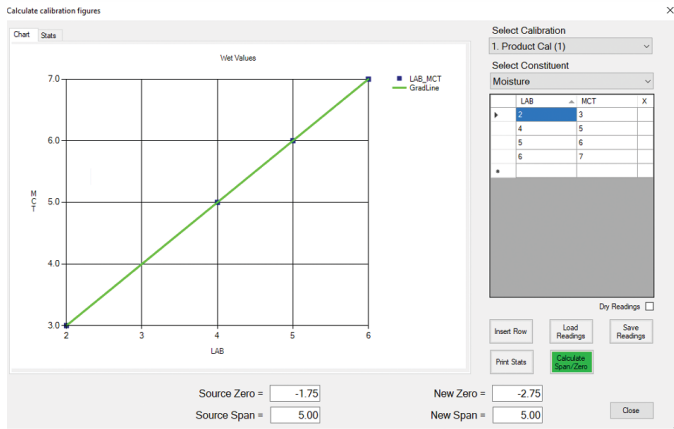 Calculate calibration figures
Chart
Stats
Wet Values
7.0
6.0
5.0
4.0
3.0
MCT
2
3
4
5
6
LAB
LAB_MCT
GradLine
Select Calibration
1. Product Cal (1)
Select Constituent
Moisture
LAB MCT X
2 3
4 5
5 6
6 7
Dry Readings
Insert Row
Load
Readings
Save
Readings
Print Stats
Calculate
Span/Zero
Source Zero = -1.75
New Zero = -2.75
Source Span = 5.00
New Span = 5.00
Close